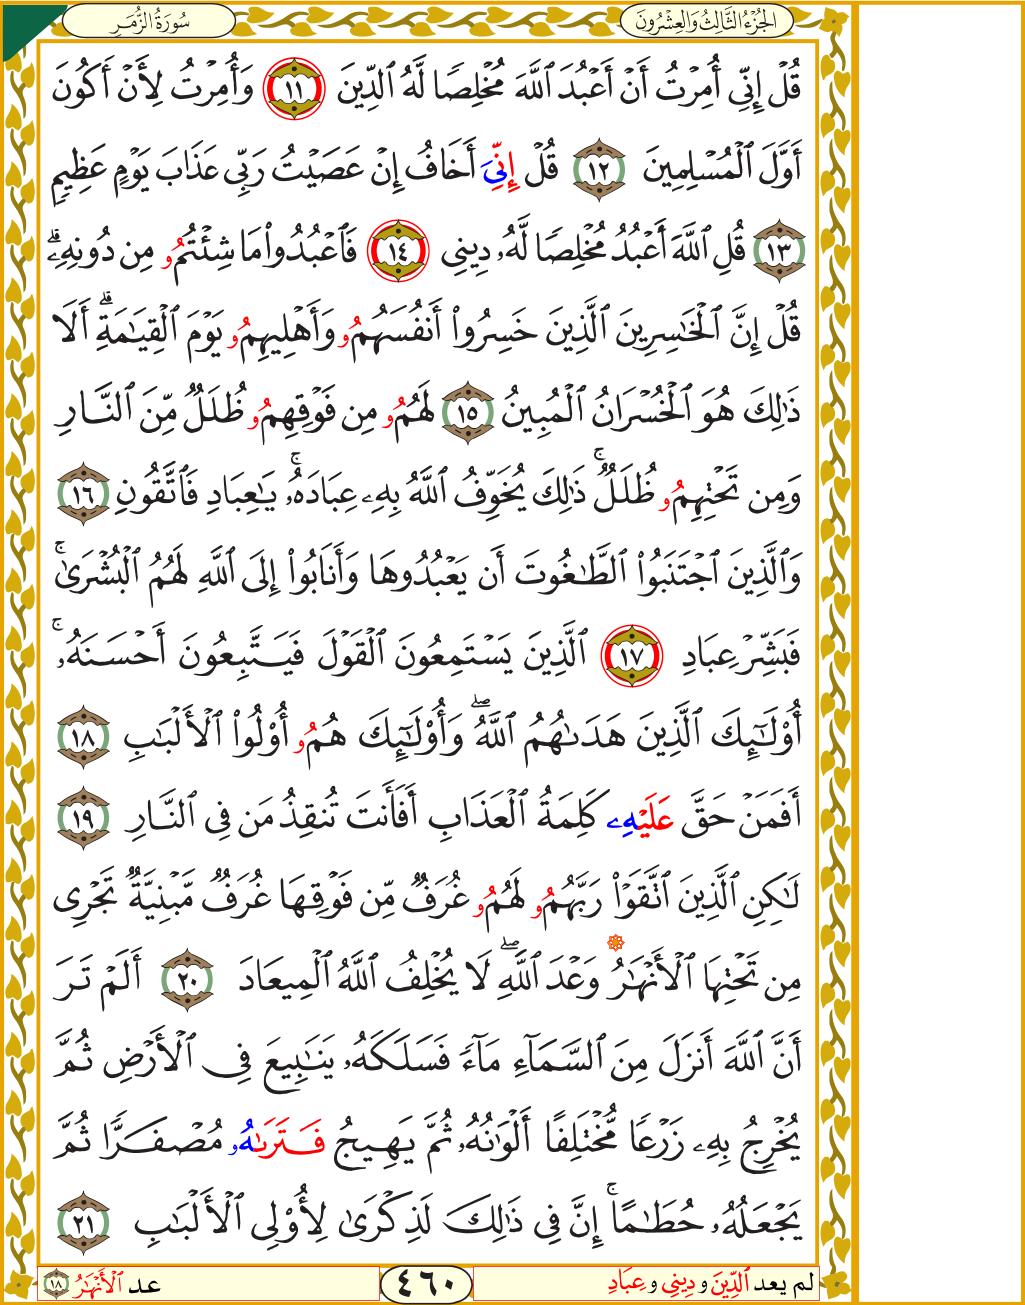 سُورَةُ الزُّمَرِ
الجُزْءُ الثَّالِثُ وَالعِشْرُونَ
قُلْ إِنِّي أُمِرْتُ أَنْ أَعْبُدَ ٱللَّهَ مُخْلِصًا لَّهُ ٱلدِّينَ ١١ وَأُمِرْتُ لِأَنْ أَكُونَ
أَوَّلَ ٱلْمُسْلِمِينَ ١٢ قُلْ إِنِّيَ أَخَافُ إِنْ عَصَيْتُ رَبِّي عَذَابَ يَوْمٍ عَظِيمٍ
١٣ قُلِ ٱللَّهَ أَعْبُدُ مُخْلِصًا لَّهُۥ دِينِي ١٤ فَٱعْبُدُوا۟ مَا شِئْتُمُۥ مِن دُونِهِۦۗ
قُلْ إِنَّ ٱلْخَٰسِرِينَ ٱلَّذِينَ خَسِرُوا۟ أَنفُسَهُمُۥ وَأَهْلِيهِمُۥ يَوْمَ ٱلْقِيَٰمَةِۗ أَلَا
ذَٰلِكَ هُوَ ٱلْخُسْرَانُ ٱلْمُبِينُ ١٥ لَهُمُۥ مِن فَوْقِهِمُۥ ظُلَلٌ مِّنَ ٱلنَّارِ
وَمِن تَحْتِهِمُۥ ظُلَلٌۚ ذَٰلِكَ يُخَوِّفُ ٱللَّهُ بِهِۦ عِبَادَهُۥۚ يَٰعِبَادِ فَٱتَّقُونِ ١٦
وَٱلَّذِينَ ٱجْتَنَبُوا۟ ٱلطَّٰغُوتَ أَن يَعْبُدُوهَا وَأَنَابُوا۟ إِلَى ٱللَّهِ لَهُمُ ٱلْبُشْرَىٰۚ
فَبَشِّرْ عِبَادِ ١٧ ٱلَّذِينَ يَسْتَمِعُونَ ٱلْقَوْلَ فَيَتَّبِعُونَ أَحْسَنَهُۥۚ
أُو۟لَٰٓئِكَ ٱلَّذِينَ هَدَىٰهُمُ ٱللَّهُۖ وَأُو۟لَٰٓئِكَ هُمُۥ أُو۟لُوا۟ ٱلْأَلْبَٰبِ ١٨
أَفَمَنْ حَقَّ عَلَيْهِۦ كَلِمَةُ ٱلْعَذَابِ أَفَأَنتَ تُنقِذُ مَن فِي ٱلنَّارِ ١٩
لَٰكِنِ ٱلَّذِينَ ٱتَّقَوْا۟ رَبَّهُمُۥ لَهُمُۥ غُرَفٌ مِّن فَوْقِهَا غُرَفٌ مَّبْنِيَّةٌ تَجْرِي
مِن تَحْتِهَا ٱلْأَنْهَٰرُ وَعْدَ ٱللَّهِۖ لَا يُخْلِفُ ٱللَّهُ ٱلْمِيعَادَ ٢٠ أَلَمْ تَرَ
أَنَّ ٱللَّهَ أَنزَلَ مِنَ ٱلسَّمَآءِ مَآءً فَسَلَكَهُۥ يَنَٰبِيعَ فِي ٱلْأَرْضِ ثُمَّ
يُخْرِجُ بِهِۦ زَرْعًا مُّخْتَلِفًا أَلْوَٰنُهُۥ ثُمَّ يَهِيجُ فَتَرَىٰهُۥ مُصْفَرًّا ثُمَّ
يَجْعَلُهُۥ حُطَٰمًاۚ إِنَّ فِي ذَٰلِكَ لَذِكْرَىٰ لِأُو۟لِي ٱلْأَلْبَٰبِ ٢١
لم يعد ٱلدِّينَ و دِينِي و عِبَادِ
٤٦٠
عد ٱلْأَنْهَٰرُ ١٨